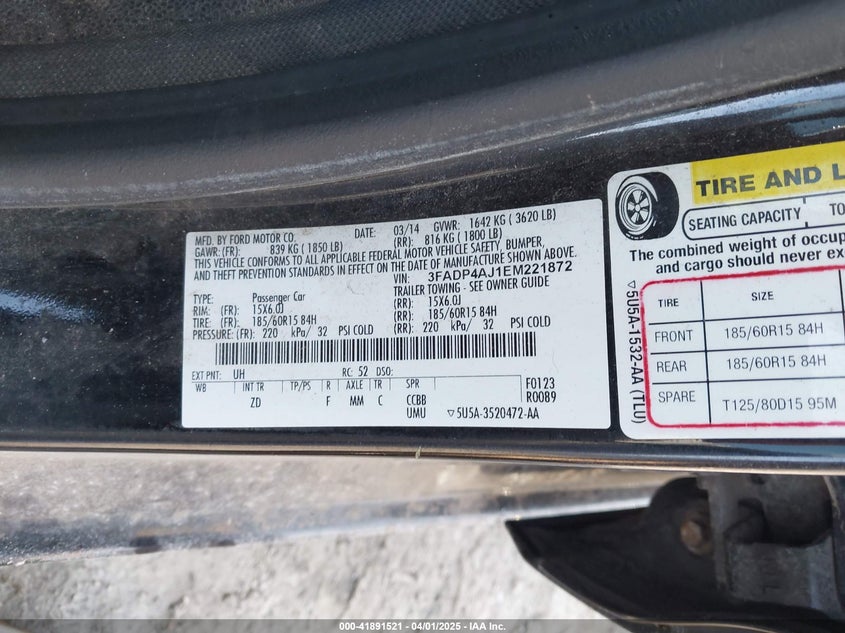 MFD. BY FORD MOTOR CO. DATE: 03/14 GVWR: 1642 KG ( 3620 LB)
GAWR: (FR): 839 KG ( 1850 LB) (RR): 816 KG ( 1800 LB)
THIS VEHICLE CONFORMS TO ALL APPLICABLE FEDERAL MOTOR VEHICLE SAFETY, BUMPER,
AND THEFT PREVENTION STANDARDS IN EFFECT ON THE DATE OF MANUFACTURE SHOWN ABOVE.
VIN: 3FADP4AJ1EM221872
TRAILER TOWING - SEE OWNER GUIDE
TYPE: Passenger Car
RIM: (FR): 15X6.0J (RR): 15X6.0J
TIRE: (FR): 185/60R15 84H (RR): 185/60R15 84H
PRESSURE: (FR): 220 kPa/ 32 PSI COLD (RR): 220 kPa/ 32 PSI COLD
EXT PNT: UH RC: 52 DSO:
WB INT TR TP/PS R AXLE TR SPR F0123
R00B9
ZD F MM C CCBB
UMU ▽5U5A-3520472-AA
TIRE AND L
SEATING CAPACITY TO
The combined weight of occup
and cargo should never ex
▽5U5A-1532-AA (TLU)
TIRE SIZE
FRONT 185/60R15 84H
REAR 185/60R15 84H
SPARE T125/80D15 95M
000-41891521 - 04/01/2025 - IAA Inc.